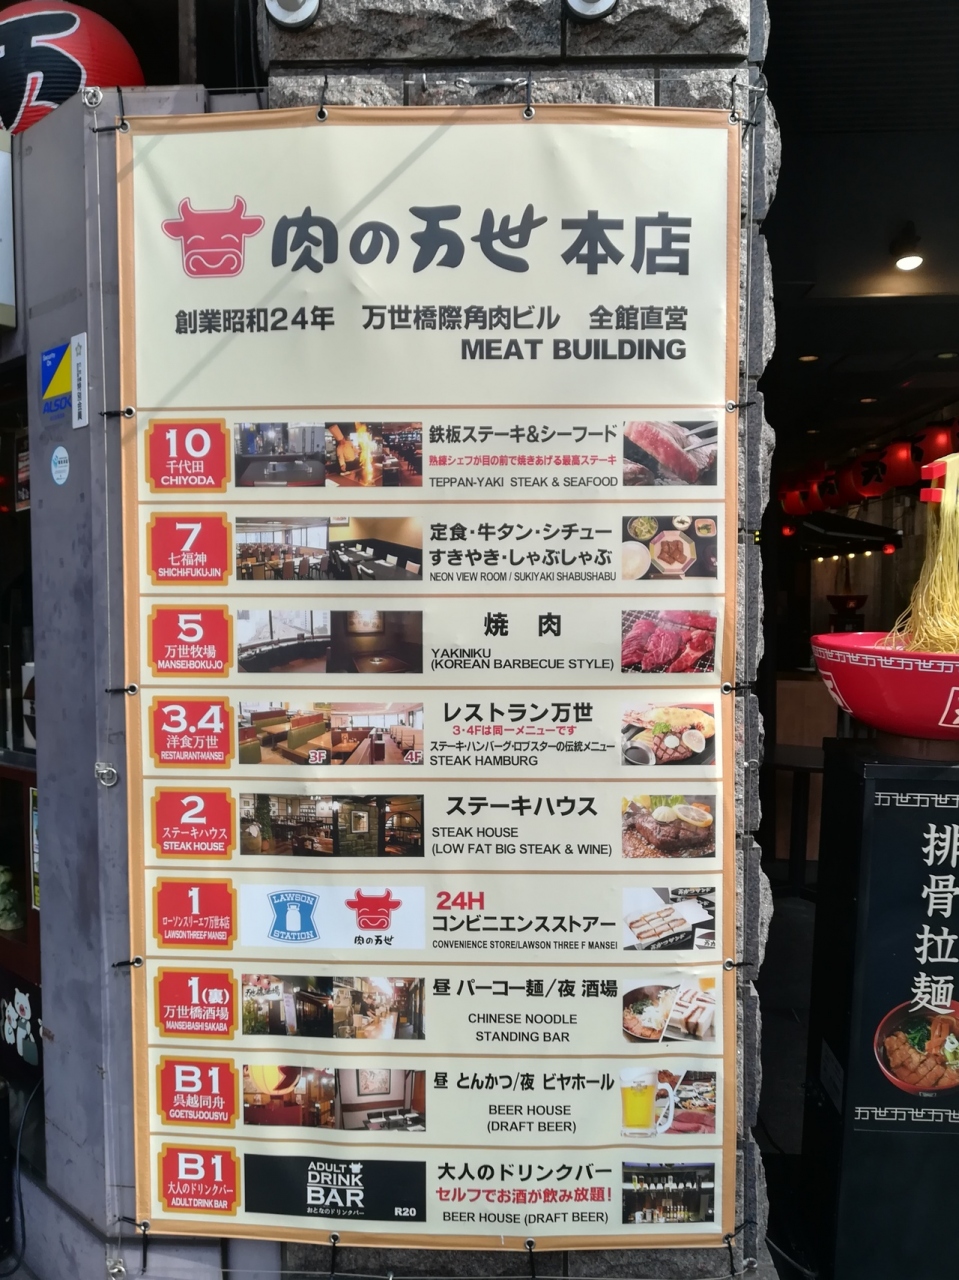 肉の万世 本店
創業昭和24年 万世橋際角肉ビル 全館直営
MEAT BUILDING
10
千代田
CHIYODA
鉄板ステーキ&シーフード
熟練シェフが目の前で焼きあげる最高ステーキ
TEPPAN-YAKI STEAK & SEAFOOD
7
七福神
SHICHI-FUKUJIN
定食・牛タン・シチュー
すきやき・しゃぶしゃぶ
NEON VIEW ROOM / SUKIYAKI SHABUSHABU
5
万世牧場
MANSEI-BOKUJO
焼 肉
YAKINIKU
(KOREAN BARBECUE STYLE)
3.4
洋食万世
RESTAURANT-MANSEI
3F
4F
レストラン万世
3・4Fは同一メニューです
ステーキ・ハンバーグ・ロブスターの伝統メニュー
STEAK HAMBURG
2
ステーキハウス
STEAK HOUSE
ステーキハウス
STEAK HOUSE
(LOW FAT BIG STEAK & WINE)
1
ローソンスリーエフ万世本店
LAWSON THREE F MANSEI
LAWSON
STATION
肉の万世
24H
コンビニエンスストアー
CONVENIENCE STORE/LAWSON THREE F MANSEI
1(裏)
万世橋酒場
MANSEIBASHI SAKABA
昼 パーコー麺/夜 酒場
CHINESE NOODLE
STANDING BAR
B1
呉越同舟
GOETSU-DOUSYU
昼 とんかつ/夜 ビヤホール
BEER HOUSE
(DRAFT BEER)
B1
大人のドリンクバー
ADULT DRINK BAR
ADULT
DRINK
BAR
おとなのドリンクバー
R20
大人のドリンクバー
セルフでお酒が飲み放題!
BEER HOUSE (DRAFT BEER)
ALSOK
排骨拉麺